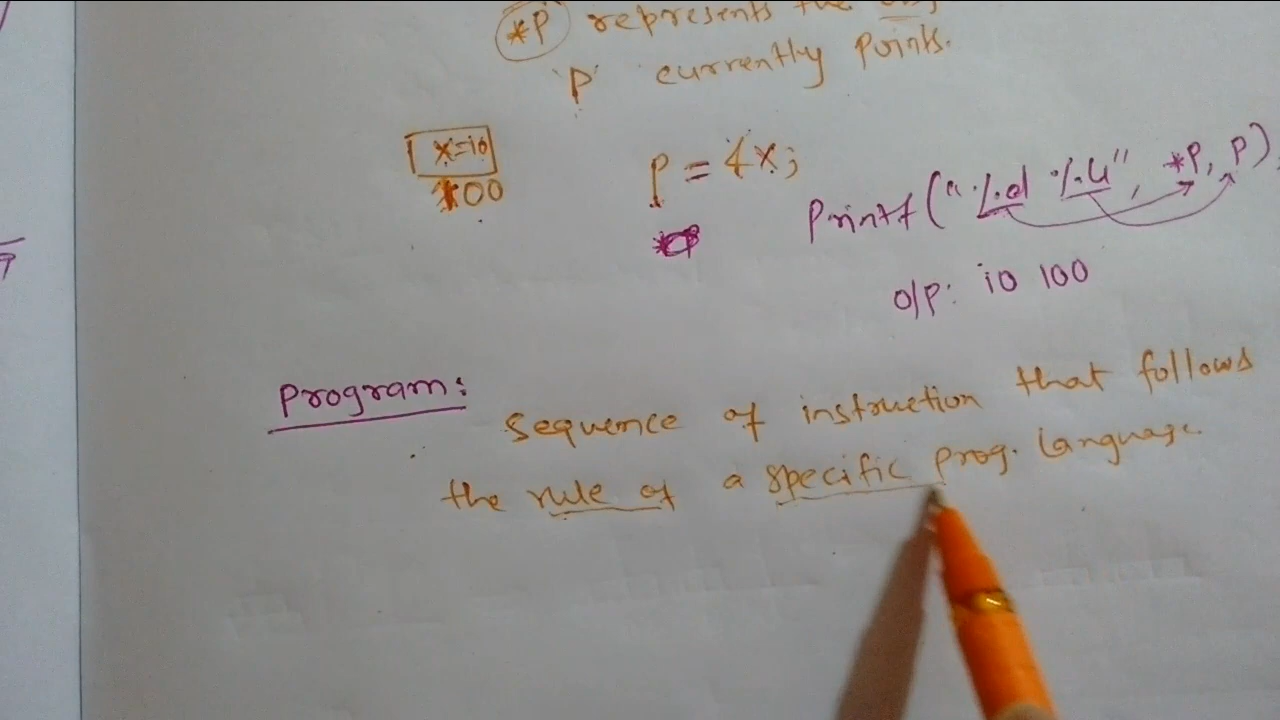 *P represents the
'P' currently points.
x=10
100
P = &x;
*P
Printf("%d %u", *P, P);
O/P: 10 100
Program:
sequence of instruction that follows
the rule of a specific prog. language.